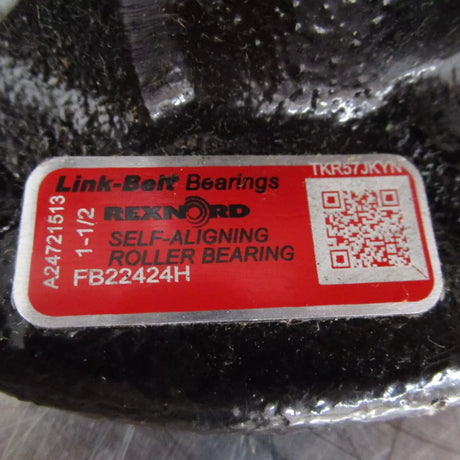 TKR57JKYN
Link-Belt Bearings
REXNORD
SELF-ALIGNING
ROLLER BEARING
A24721513
1-1/2
FB22424H